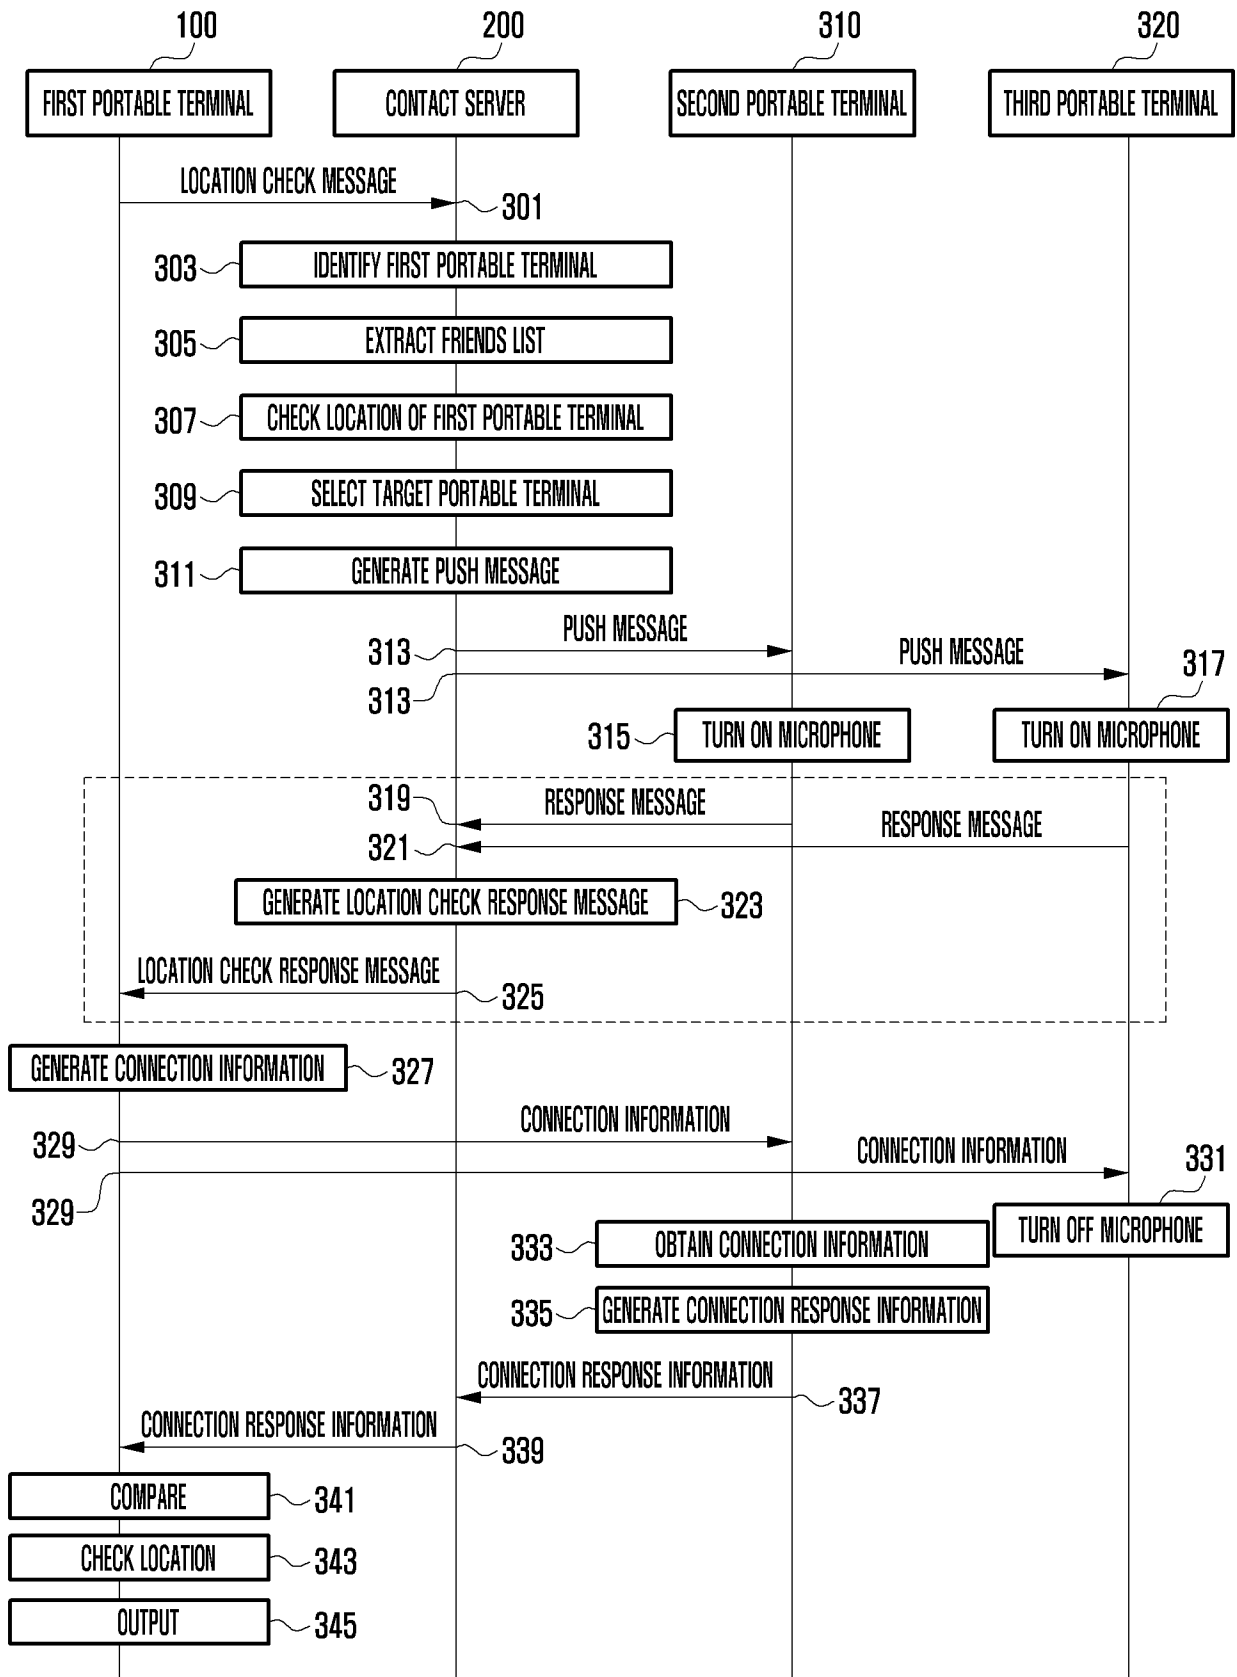 100
200
310
320
FIRST PORTABLE TERMINAL
CONTACT SERVER
SECOND PORTABLE TERMINAL
THIRD PORTABLE TERMINAL
LOCATION CHECK MESSAGE
301
303
IDENTIFY FIRST PORTABLE TERMINAL
305
EXTRACT FRIENDS LIST
307
CHECK LOCATION OF FIRST PORTABLE TERMINAL
309
SELECT TARGET PORTABLE TERMINAL
311
GENERATE PUSH MESSAGE
PUSH MESSAGE
313
PUSH MESSAGE
313
317
315
TURN ON MICROPHONE
TURN ON MICROPHONE
RESPONSE MESSAGE
319
RESPONSE MESSAGE
321
GENERATE LOCATION CHECK RESPONSE MESSAGE
323
LOCATION CHECK RESPONSE MESSAGE
325
GENERATE CONNECTION INFORMATION
327
CONNECTION INFORMATION
329
CONNECTION INFORMATION
329
331
TURN OFF MICROPHONE
333
OBTAIN CONNECTION INFORMATION
335
GENERATE CONNECTION RESPONSE INFORMATION
CONNECTION RESPONSE INFORMATION
337
CONNECTION RESPONSE INFORMATION
339
COMPARE
341
CHECK LOCATION
343
OUTPUT
345